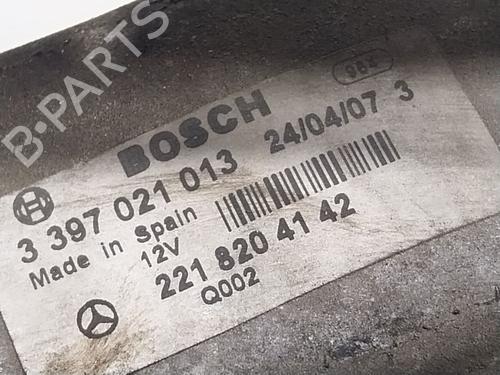 B-PARTS
BOSCH
3 397 021 013 24/04/07 3
Made in Spain
12V
221 820 41 42
Q002